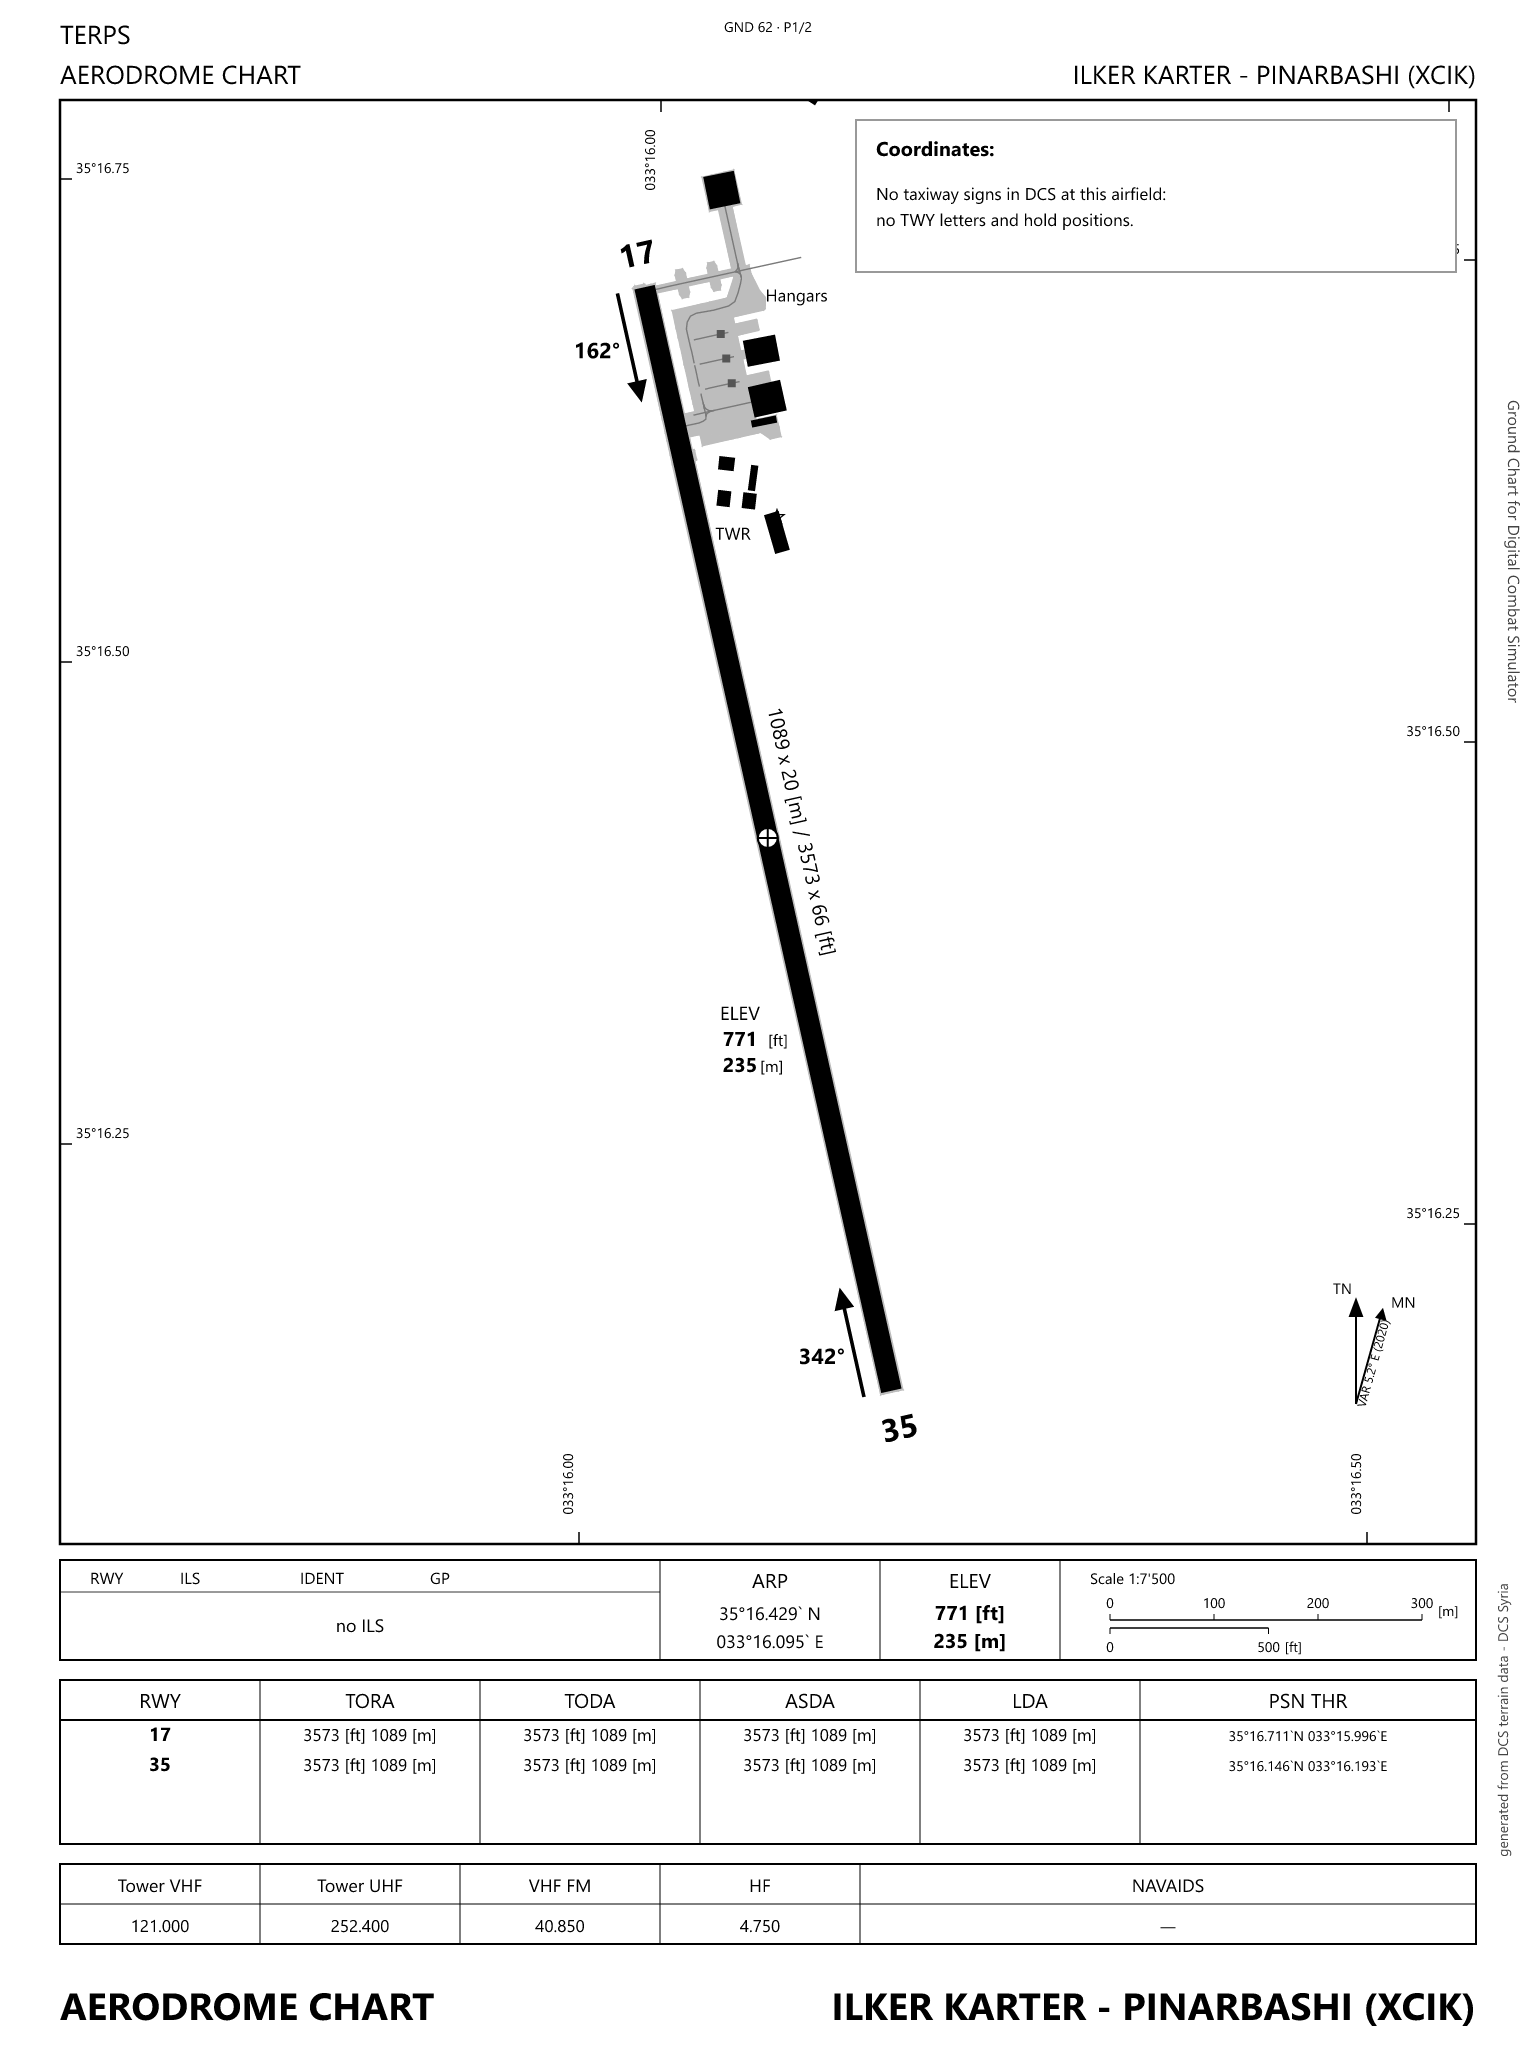 GND 62 · P1/2
TERPS
AERODROME CHART
ILKER KARTER - PINARBASHI (XCIK)
033°16.00
Coordinates:
No taxiway signs in DCS at this airfield:
no TWY letters and hold positions.
35°16.75
17
Hangars
162°
TWR
35°16.50
35°16.50
1089 x 20 [m] / 3573 x 66 [ft]
ELEV
771 [ft]
235 [m]
35°16.25
35°16.25
TN
MN
VAR 5.2° E (2020)
342°
35
033°16.00
033°16.50
Ground Chart for Digital Combat Simulator
RWY ILS IDENT GP
no ILS
ARP
35°16.429` N
033°16.095` E
ELEV
771 [ft]
235 [m]
Scale 1:7'500
0 100 200 300 [m]
0 500 [ft]
RWY TORA TODA ASDA LDA PSN THR
17 3573 [ft] 1089 [m] 3573 [ft] 1089 [m] 3573 [ft] 1089 [m] 3573 [ft] 1089 [m] 35°16.711`N 033°15.996`E
35 3573 [ft] 1089 [m] 3573 [ft] 1089 [m] 3573 [ft] 1089 [m] 3573 [ft] 1089 [m] 35°16.146`N 033°16.193`E
generated from DCS terrain data - DCS Syria
Tower VHF Tower UHF VHF FM HF NAVAIDS
121.000 252.400 40.850 4.750 —
AERODROME CHART
ILKER KARTER - PINARBASHI (XCIK)